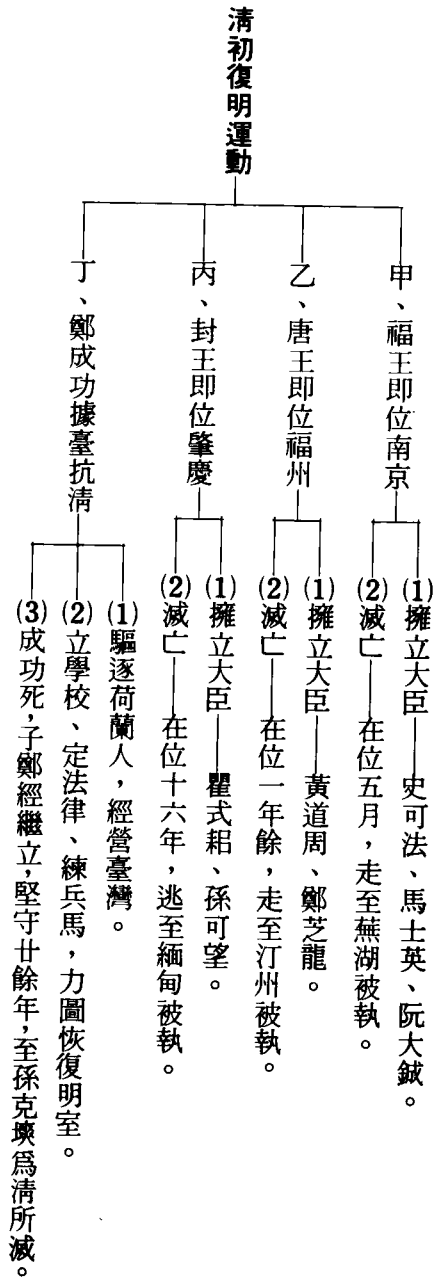 清初復明運動
甲、福王即位南京
(1)擁立大臣——史可法、馬士英、阮大鋮。
(2)滅亡——在位五月，走至蕪湖被執。
乙、唐王即位福州
(1)擁立大臣——黃道周、鄭芝龍。
(2)滅亡——在位一年餘，走至汀州被執。
丙、封王即位肇慶
(1)擁立大臣——瞿式耜、孫可望。
(2)滅亡——在位十六年，逃至緬甸被執。
丁、鄭成功據臺抗清
(1)驅逐荷蘭人，經營臺灣。
(2)立學校、定法律、練兵馬，力圖恢復明室。
(3)成功死，子鄭經繼立，堅守廿餘年，至孫克塽爲清所滅。